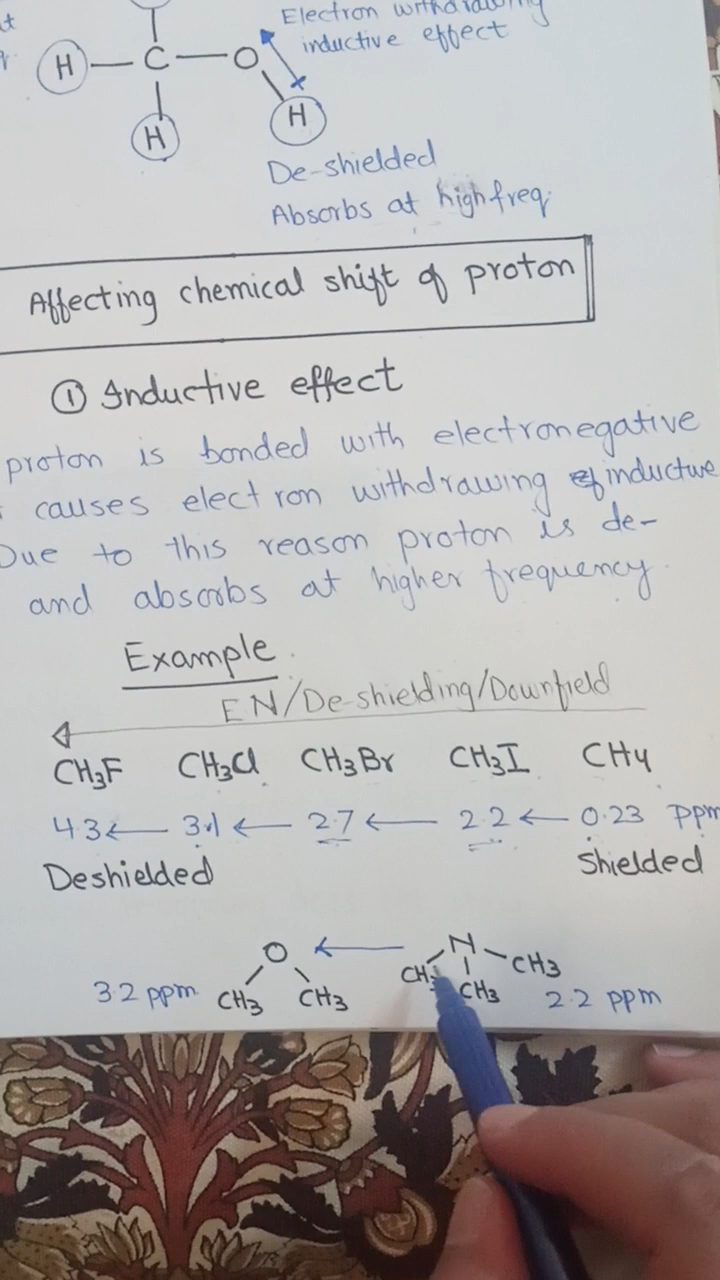 Electron withdrawing
inductive effect
H — C — O
H
H
De-shielded
Absorbs at high freq.
Affecting chemical shift of proton
① Inductive effect
proton is bonded with electronegative
causes electron withdrawing inductive
Due to this reason proton is de-
and absorbs at higher frequency.
Example
EN/De-shielding/Downfield
CH3F CH3Cl CH3Br CH3I CH4
4.3 ← 3.1 ← 2.7 ← 2.2 ← 0.23 ppm
Deshielded Shielded
O ← N
CH3 CH3 CH3 CH3 CH3
3.2 ppm 2.2 ppm